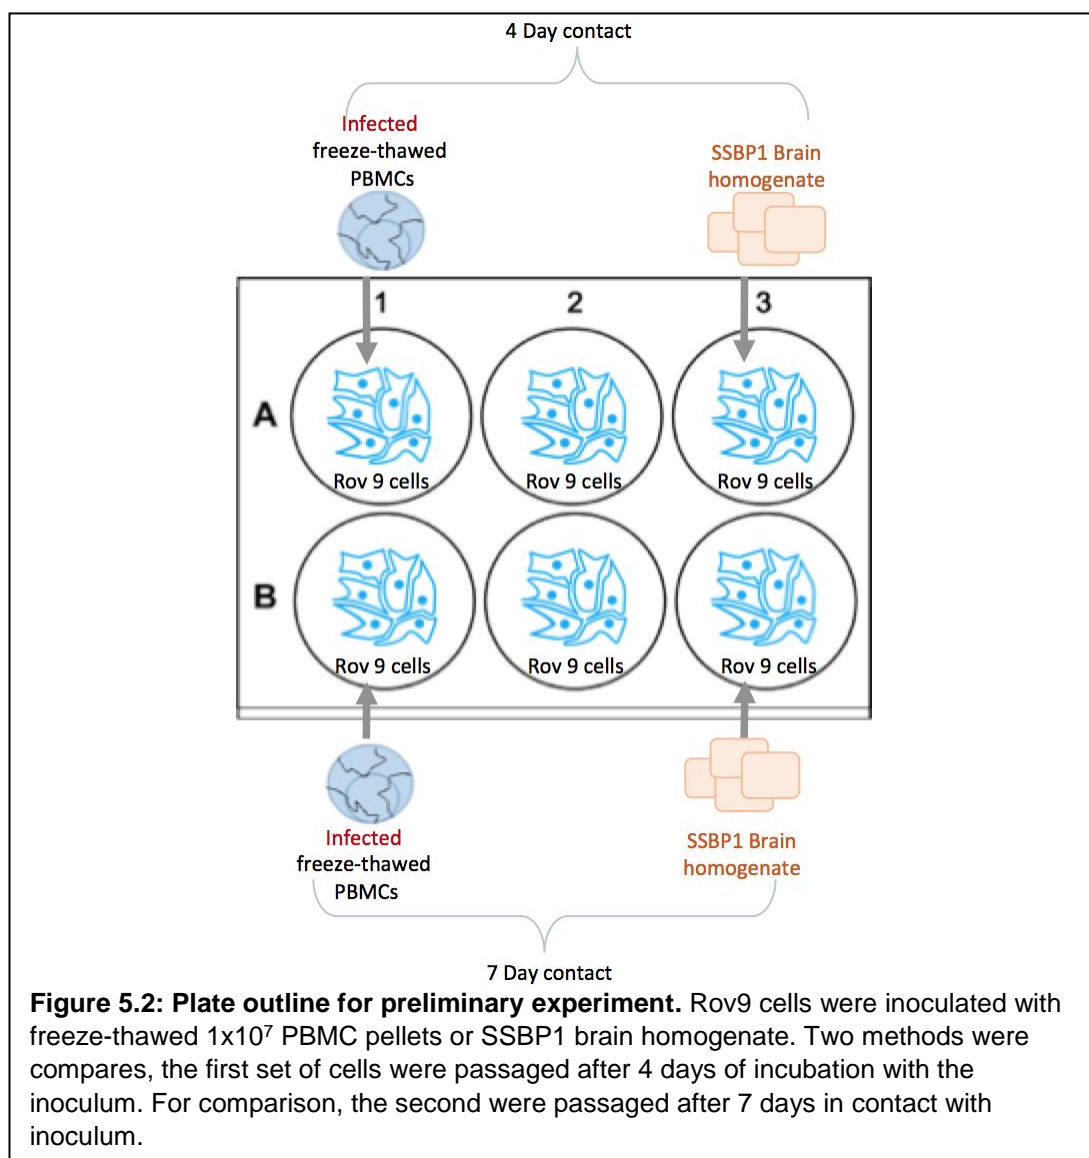 4 Day contact
Infected
freeze-thawed
PBMCs
SSBP1 Brain
homogenate
1 2 3
A
Rov 9 cells Rov 9 cells Rov 9 cells
B
Rov 9 cells Rov 9 cells Rov 9 cells
Infected
freeze-thawed
PBMCs
SSBP1 Brain
homogenate
7 Day contact
Figure 5.2: Plate outline for preliminary experiment. Rov9 cells were inoculated with
freeze-thawed 1x10⁷ PBMC pellets or SSBP1 brain homogenate. Two methods were
compares, the first set of cells were passaged after 4 days of incubation with the
inoculum. For comparison, the second were passaged after 7 days in contact with
inoculum.